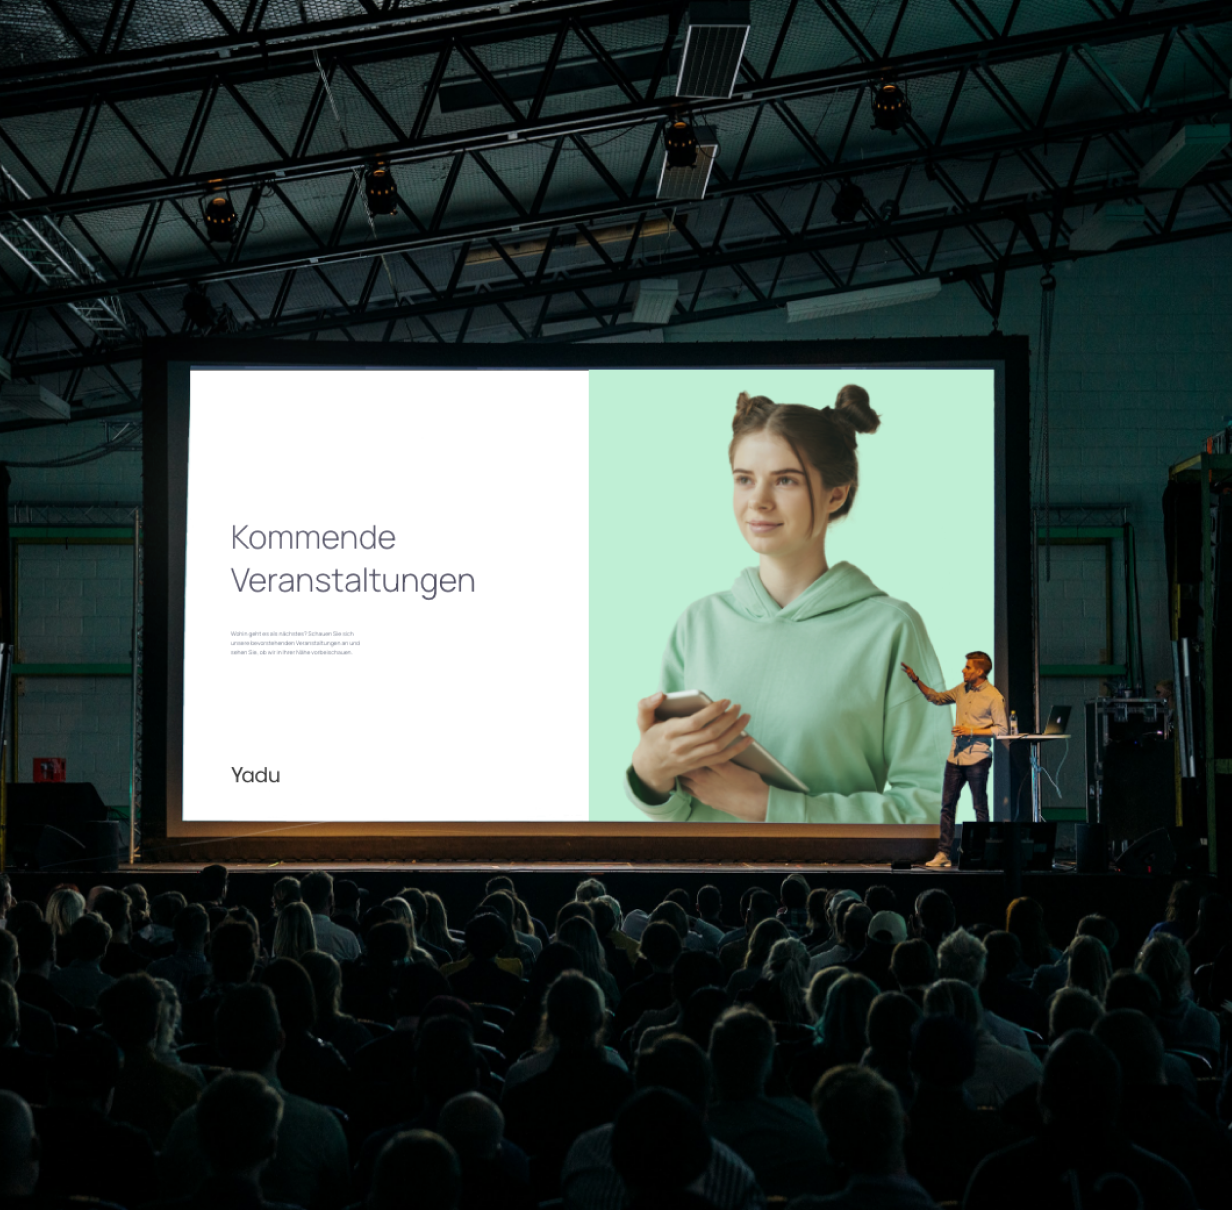 Kommende
Veranstaltungen
Wohin geht es als nächstes? Schauen Sie sich
unsere bevorstehenden Veranstaltungen an und
sehen Sie, ob wir in Ihrer Nähe vorbeischauen.
Yadu